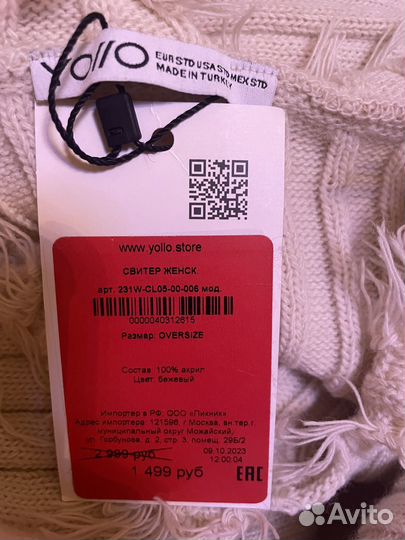 yollo
EUR STD USA STD MEX STD
MADE IN TURKEY
www yollo.store
СВИТЕР ЖЕНСК.
арт. 231W-CL05-00-006 мод.
0000040312615
Размер: OVERSIZE
Состав: 100% акрил
Цвет: бежевый
Импортер в РФ: ООО «Пикник»
Адрес импортера: 121596, г Москва, вн.тер.г.
муниципальный округ Можайский,
ул. Горбунова, д. 2, стр. 3, помещ. 29Б/2
2 999 руб 09.10.2023
12:00:04
1 499 руб
EAC
Avito